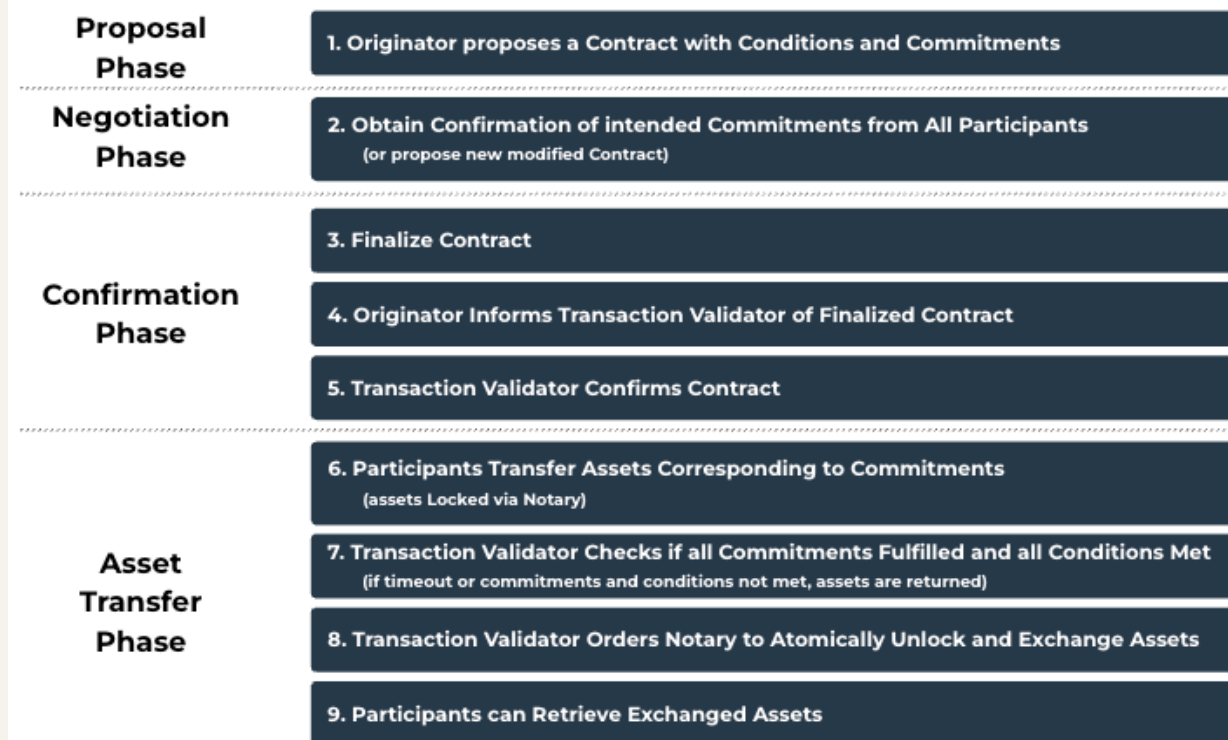 Proposal
Phase
1. Originator proposes a Contract with Conditions and Commitments
Negotiation
Phase
2. Obtain Confirmation of intended Commitments from All Participants
(or propose new modified Contract)
Confirmation
Phase
3. Finalize Contract
4. Originator Informs Transaction Validator of Finalized Contract
5. Transaction Validator Confirms Contract
Asset
Transfer
Phase
6. Participants Transfer Assets Corresponding to Commitments
(assets Locked via Notary)
7. Transaction Validator Checks if all Commitments Fulfilled and all Conditions Met
(if timeout or commitments and conditions not met, assets are returned)
8. Transaction Validator Orders Notary to Atomically Unlock and Exchange Assets
9. Participants can Retrieve Exchanged Assets